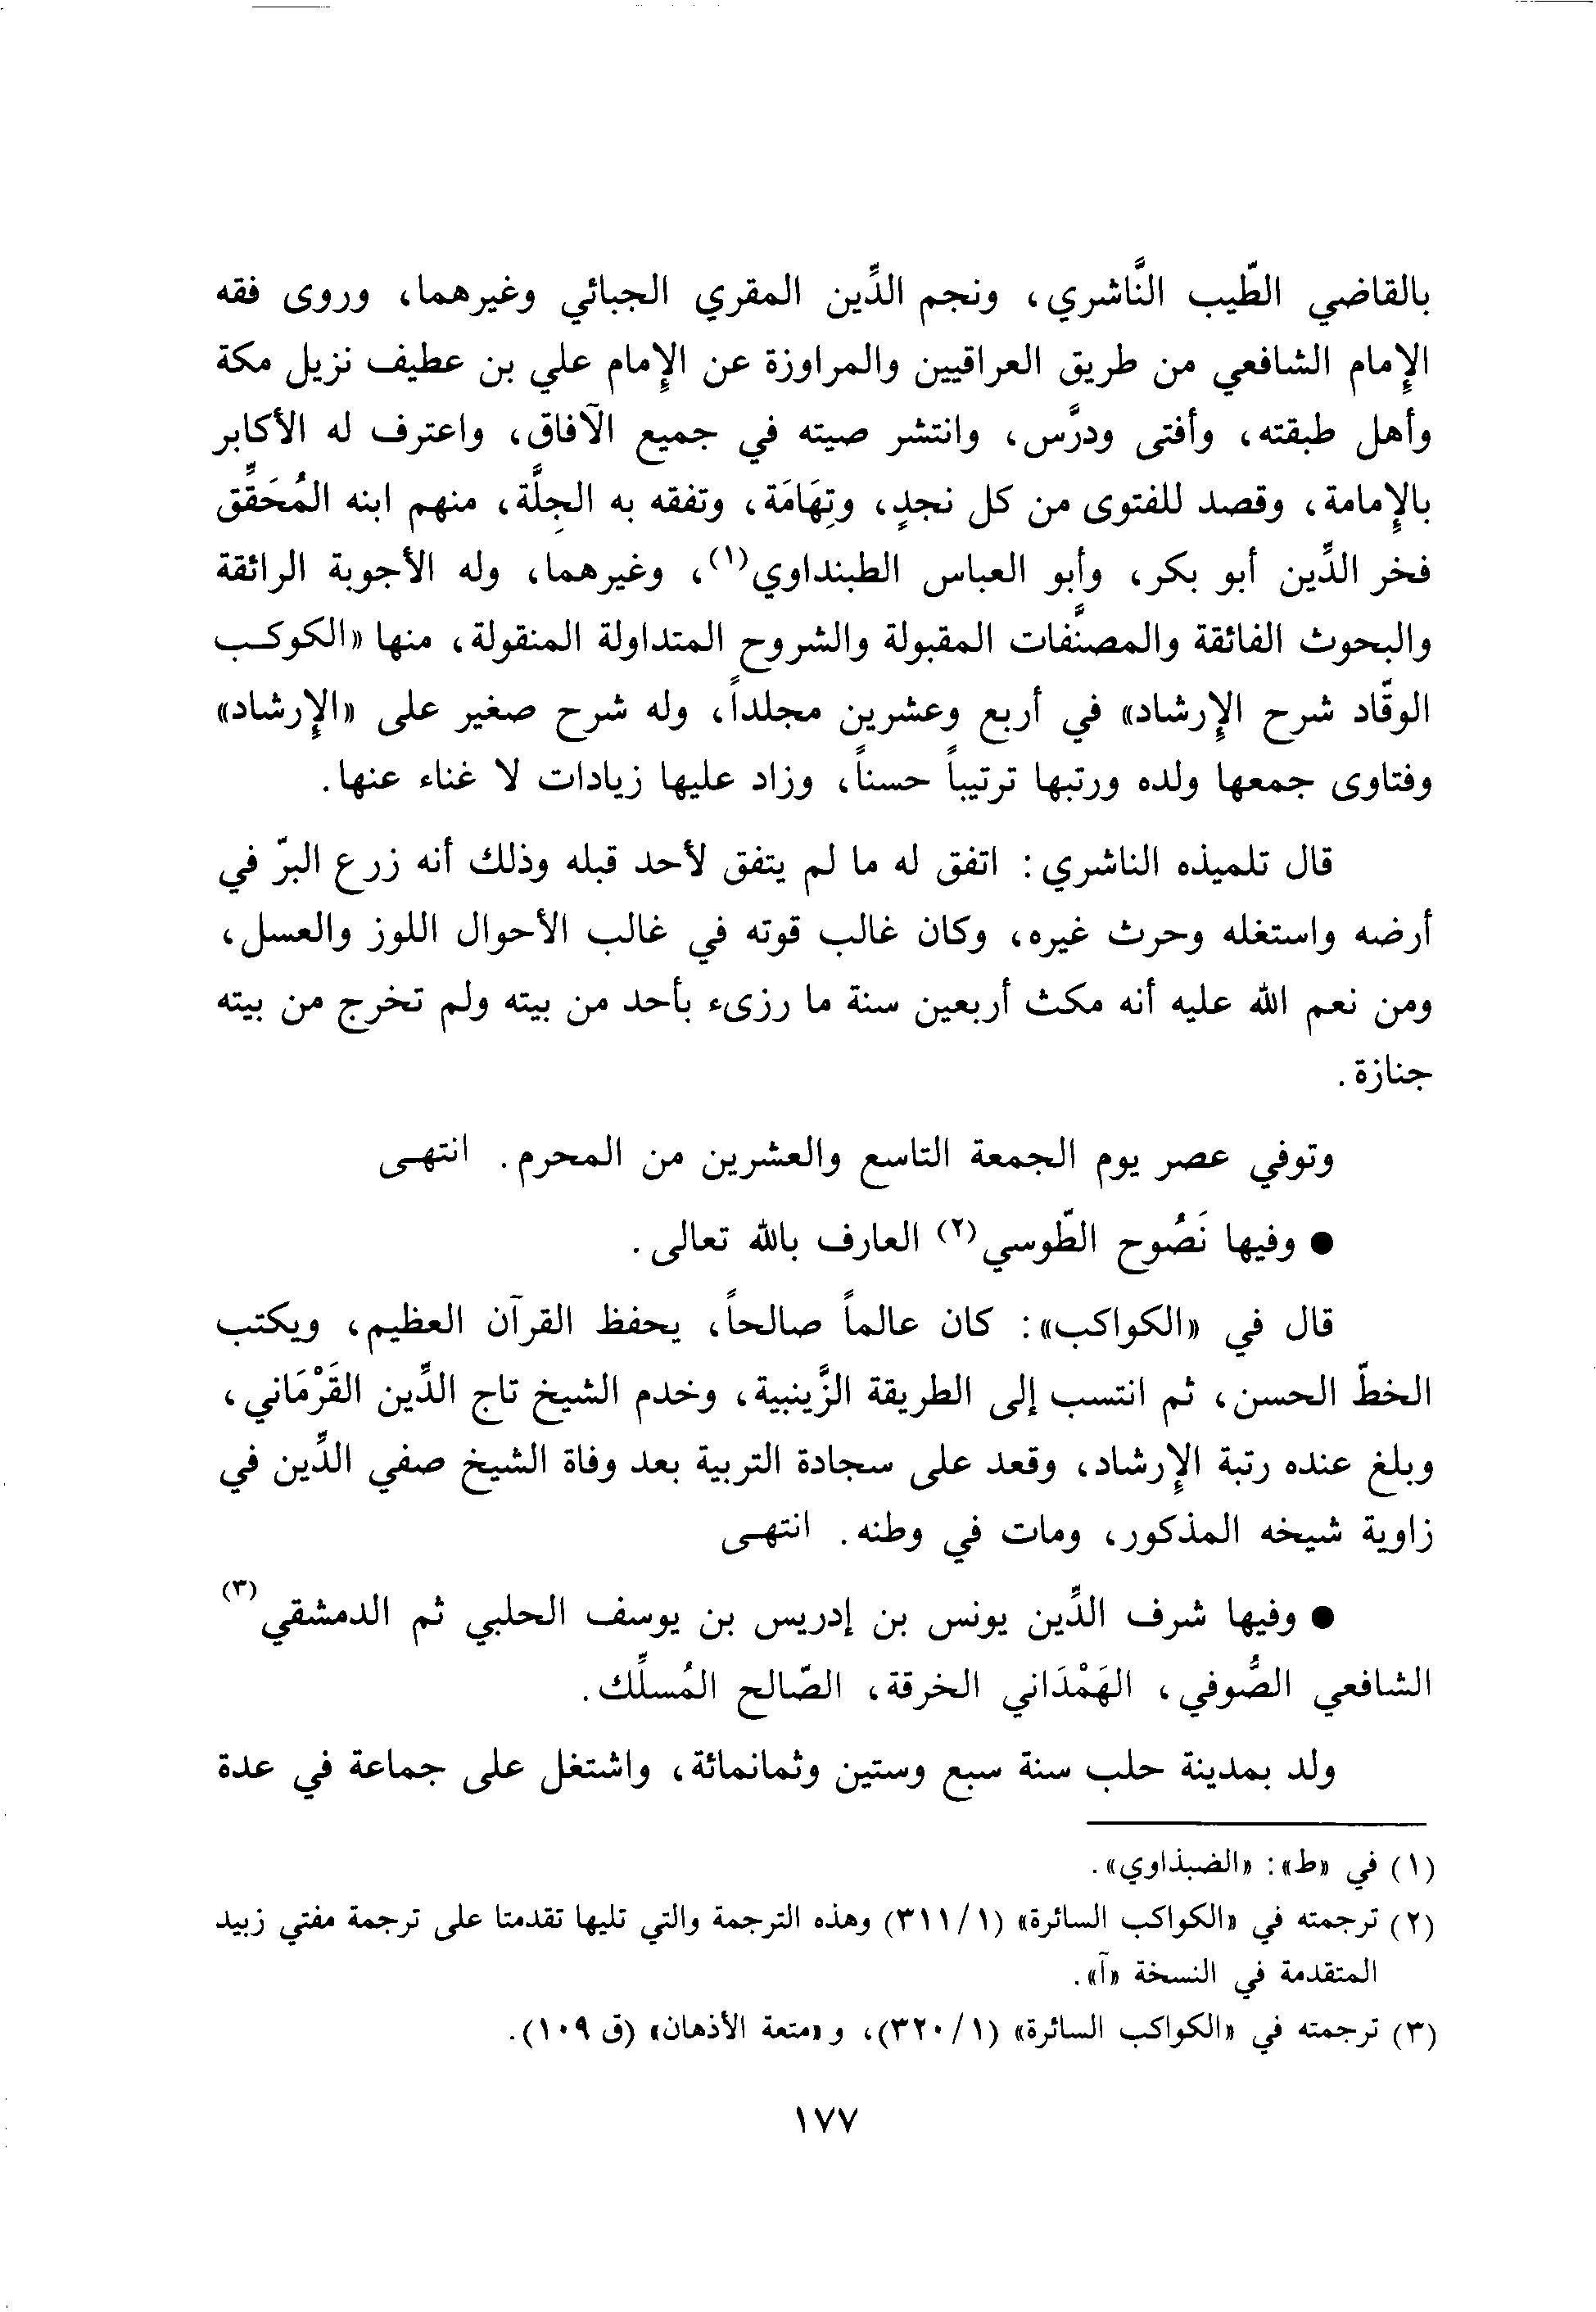 بالقاضي الطّيب النَّاشري، ونجم الدِّين المقري الجبائي وغيرهما، وروى فقه
الإمام الشافعي من طريق العراقيين والمراوزة عن الإمام علي بن عطيف نزيل مكة
وأهل طبقته، وأفتى ودرَّس، وانتشر صيته في جميع الآفاق، واعترف له الأكابر
بالإمامة، وقصد للفتوى من كل نجدٍ، وتِهَامَة، وتفقه به الجِلَّة، منهم ابنه المُحَقِّق
فخر الدِّين أبو بكر، وأبو العباس الطبنداوي(١)، وغيرهما، وله الأجوبة الرائقة
والبحوث الفائقة والمصنَّفات المقبولة والشروح المتداولة المنقولة، منها «الكوكب
الوقّاد شرح الإرشاد» في أربع وعشرين مجلداً، وله شرح صغير على «الإرشاد»
وفتاوى جمعها ولده ورتبها ترتيباً حسناً، وزاد عليها زيادات لا غناء عنها.
قال تلميذه الناشري: اتفق له ما لم يتفق لأحد قبله وذلك أنه زرع البرّ في
أرضه واستغله وحرث غيره، وكان غالب قوته في غالب الأحوال اللوز والعسل،
ومن نعم الله عليه أنه مكث أربعين سنة ما رزىء بأحد من بيته ولم تخرج من بيته
جنازة.
وتوفي عصر يوم الجمعة التاسع والعشرين من المحرم. انتهى
● وفيها نَصُوح الطّوسي(٢) العارف بالله تعالى.
قال في «الكواكب»: كان عالماً صالحاً، يحفظ القرآن العظيم، ويكتب
الخطّ الحسن، ثم انتسب إلى الطريقة الزَّينبية، وخدم الشيخ تاج الدِّين القَرْمَاني،
وبلغ عنده رتبة الإرشاد، وقعد على سجادة التربية بعد وفاة الشيخ صفي الدِّين في
زاوية شيخه المذكور، ومات في وطنه. انتهى
● وفيها شرف الدِّين يونس بن إدريس بن يوسف الحلبي ثم الدمشقي(٣)
الشافعي الصُّوفي، الهَمْدَاني الخرقة، الصّالح المُسلِّك.
ولد بمدينة حلب سنة سبع وستين وثمانمائة، واشتغل على جماعة في عدة
(١) في «ط»: «الضبذاوي».
(٢) ترجمته في «الكواكب السائرة» (٣١١/١) وهذه الترجمة والتي تليها تقدمتا على ترجمة مفتي زبيد
المتقدمة في النسخة «آ».
(٣) ترجمته في «الكواكب السائرة» (٣٢٠/١)، و«متعة الأذهان» (ق ١٠٩).
١٧٧